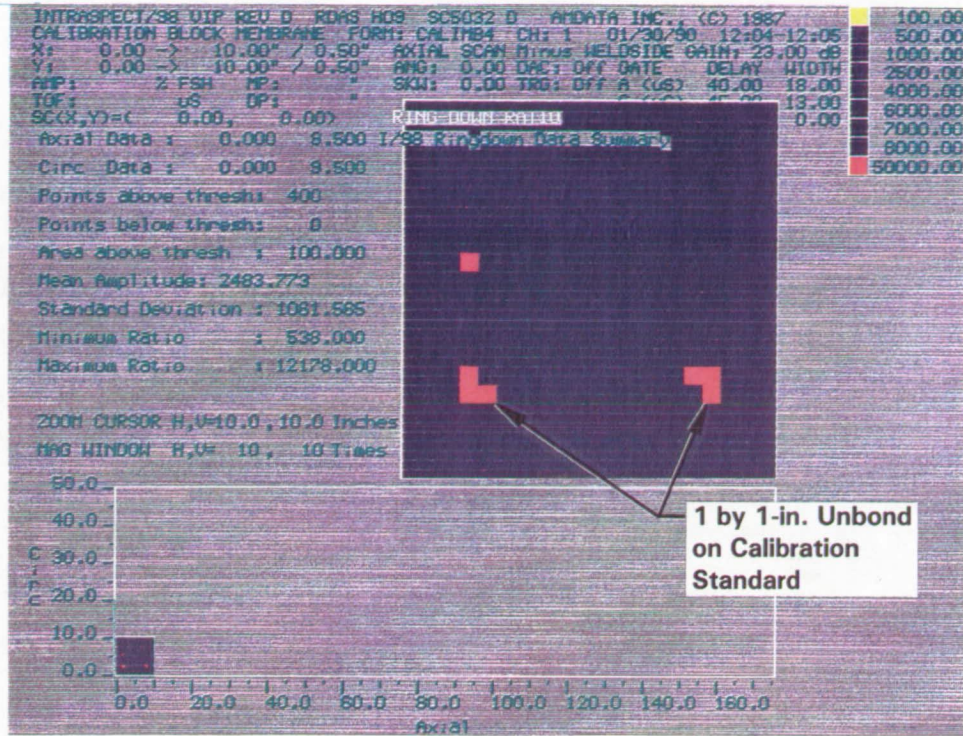 INTRASPECT/98 VIP REV D RDAS H09 SC5032 D AMDATA INC., (C) 1987
CALIBRATION BLOCK MEMBRANE FORM: CALIMB4 CH: 1 01/30/90 12:04-12:05
X: 0.00 -> 10.00" / 0.50" AXIAL SCAN Minus WELDSIDE GAIN: 23.00 dB
Y: 0.00 -> 10.00" / 0.50" ANG: 0.00 DAC: Off GATE DELAY WIDTH
AMP: % FSH MP: " SKW: 0.00 TRG: Off A (uS) 40.00 18.00
TOF: uS DP: " 13.00
SC(X,Y)=( 0.00, 0.00) RING-DOWN RATIO 0.00
Axial Data : 0.000 9.500 I/98 Ringdown Data Summary
Circ Data : 0.000 9.500
Points above thresh: 400
Points below thresh: 0
Area above thresh : 100.000
Mean Amplitude: 2483.773
Standard Deviation : 1081.565
Minimum Ratio : 538.000
Maximum Ratio : 12178.000
ZOOM CURSOR H,V=10.0 , 10.0 Inches
MAG WINDOW H,V= 10 , 10 Times
100.00
500.00
1000.00
2500.00
4000.00
6000.00
7000.00
8000.00
50000.00
1 by 1-in. Unbond
on Calibration
Standard
50.0
40.0
30.0
20.0
10.0
0.0
Circ
0.0 20.0 40.0 60.0 80.0 100.0 120.0 140.0 160.0
Axial